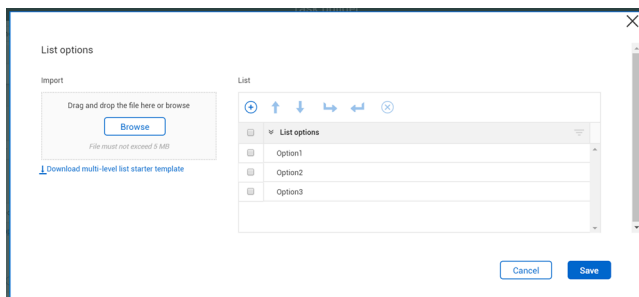 List options
Import
List
Drag and drop the file here or browse
Browse
File must not exceed 5 MB
Download multi-level list starter template
List options
Option1
Option2
Option3
Cancel
Save